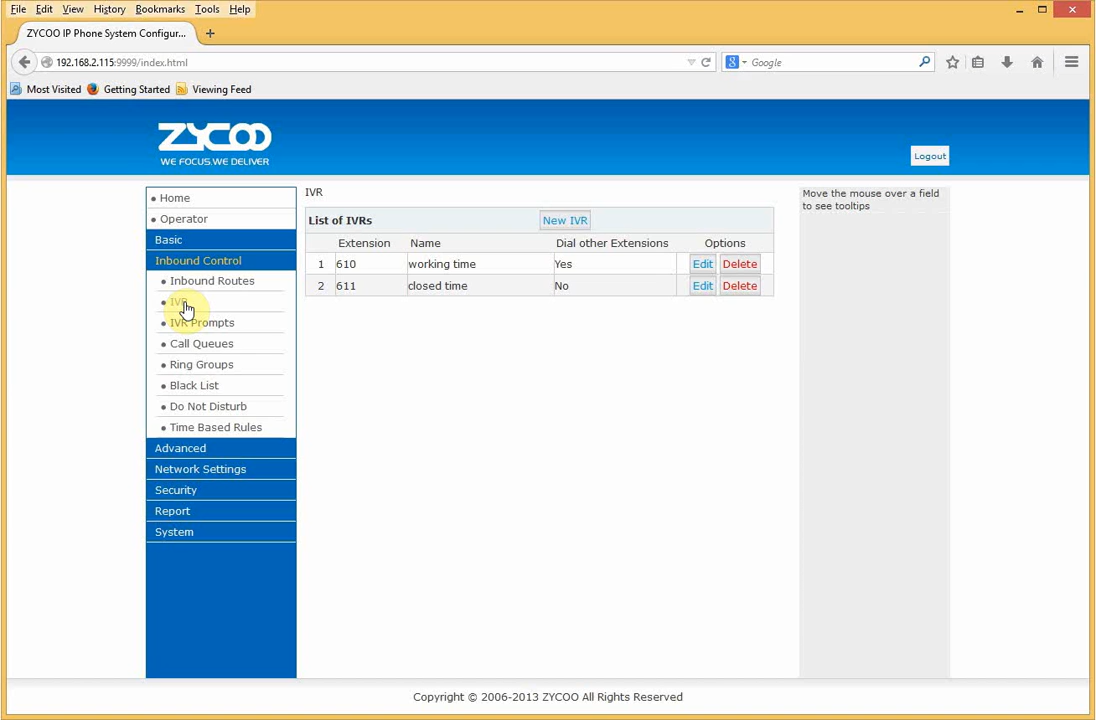 File Edit View History Bookmarks Tools Help
ZYCOO IP Phone System Configur...
192.168.2.115:9999/index.html
Google
Most Visited Getting Started Viewing Feed
ZYCOO
WE FOCUS.WE DELIVER
Logout
Home
Operator
Basic
Inbound Control
Inbound Routes
IVR
IVR Prompts
Call Queues
Ring Groups
Black List
Do Not Disturb
Time Based Rules
Advanced
Network Settings
Security
Report
System
IVR
List of IVRs New IVR
Extension Name Dial other Extensions Options
1 610 working time Yes Edit Delete
2 611 closed time No Edit Delete
Move the mouse over a field
to see tooltips
Copyright © 2006-2013 ZYCOO All Rights Reserved